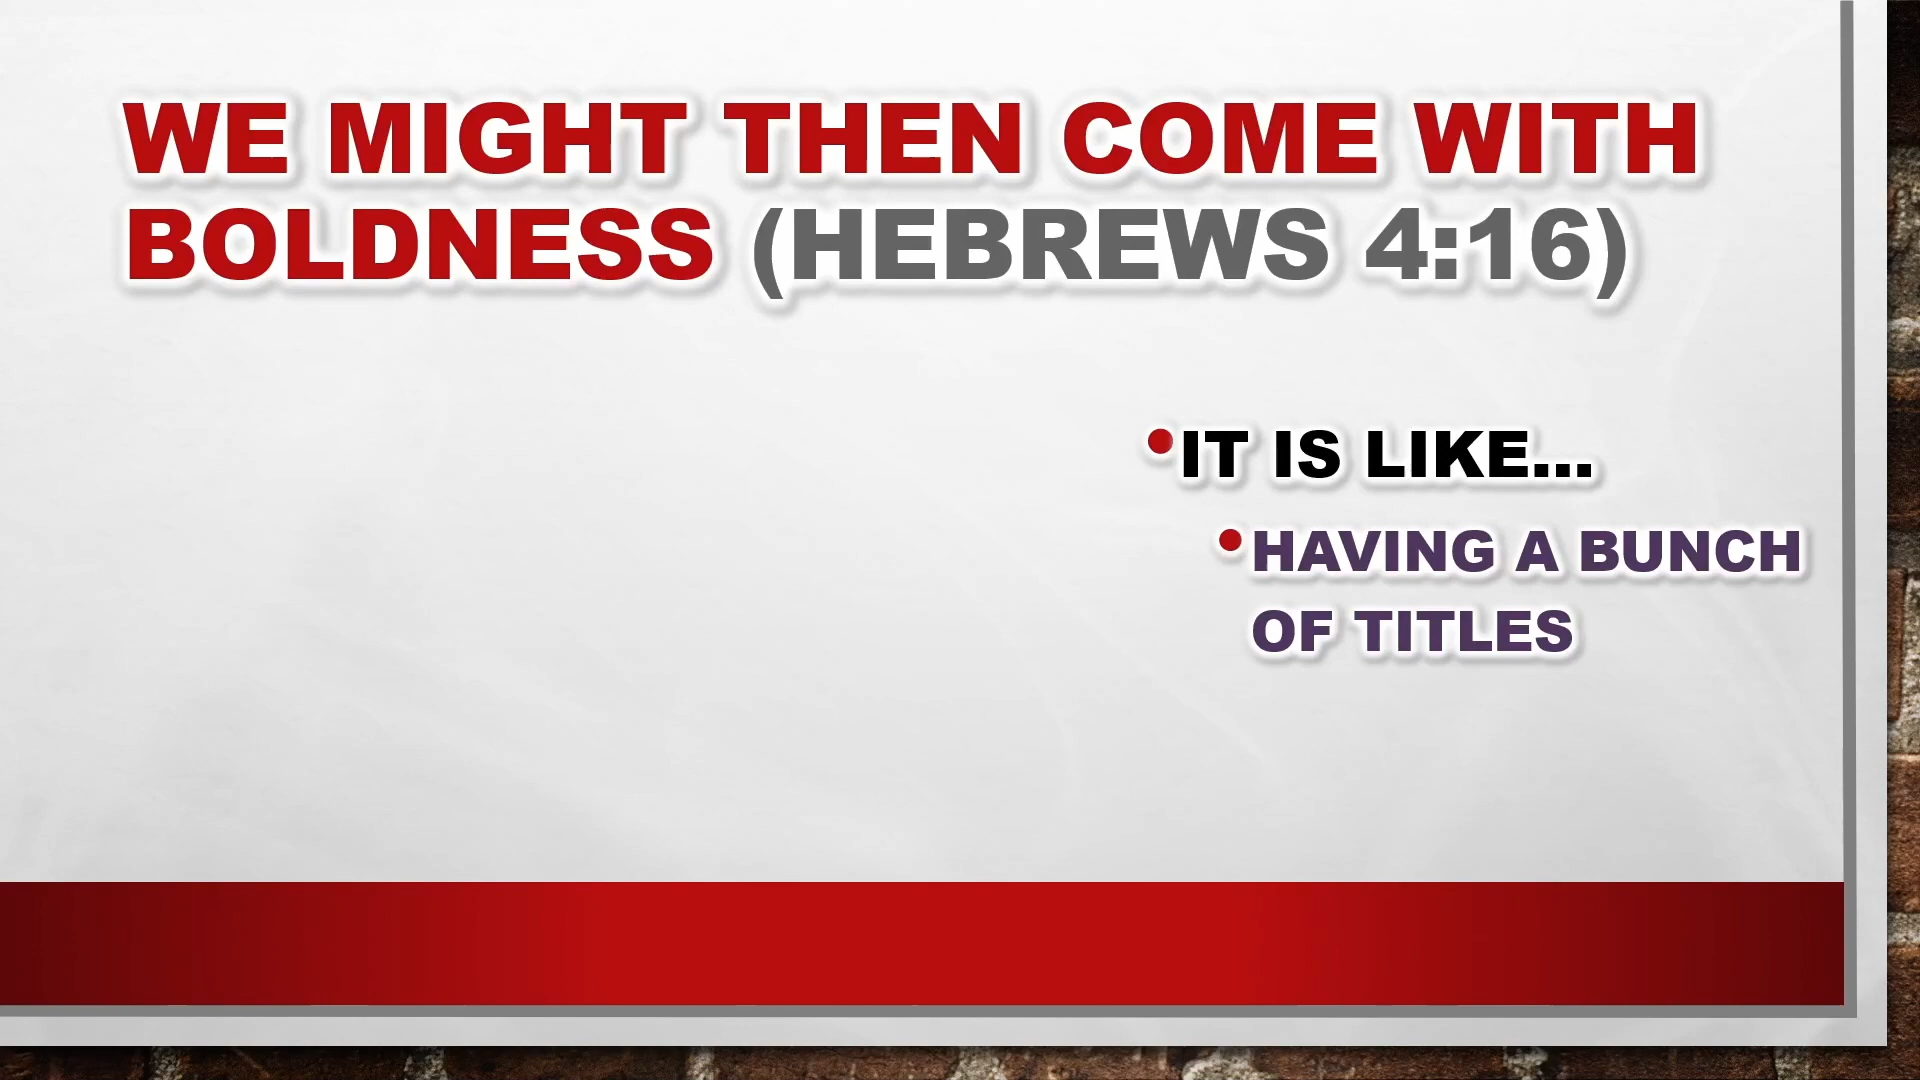 WE MIGHT THEN COME WITH
BOLDNESS (HEBREWS 4:16)
•IT IS LIKE...
•HAVING A BUNCH
OF TITLES